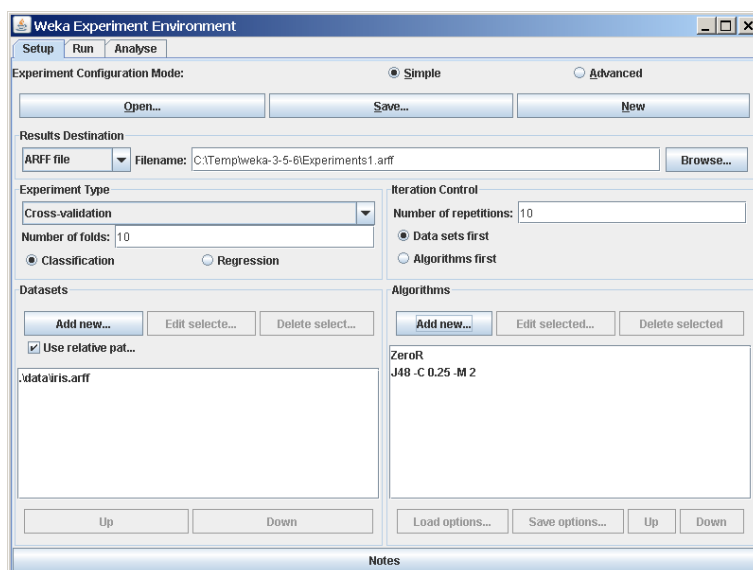 Weka Experiment Environment
Setup Run Analyse
Experiment Configuration Mode: Simple Advanced
Open... Save... New
Results Destination
ARFF file Filename: C:\Temp\weka-3-5-6\Experiments1.arff Browse...
Experiment Type
Cross-validation
Number of folds: 10
Classification Regression
Iteration Control
Number of repetitions: 10
Data sets first
Algorithms first
Datasets
Add new... Edit selecte... Delete select...
Use relative pat...
.\data\iris.arff
Up Down
Algorithms
Add new... Edit selected... Delete selected
ZeroR
J48 -C 0.25 -M 2
Load options... Save options... Up Down
Notes